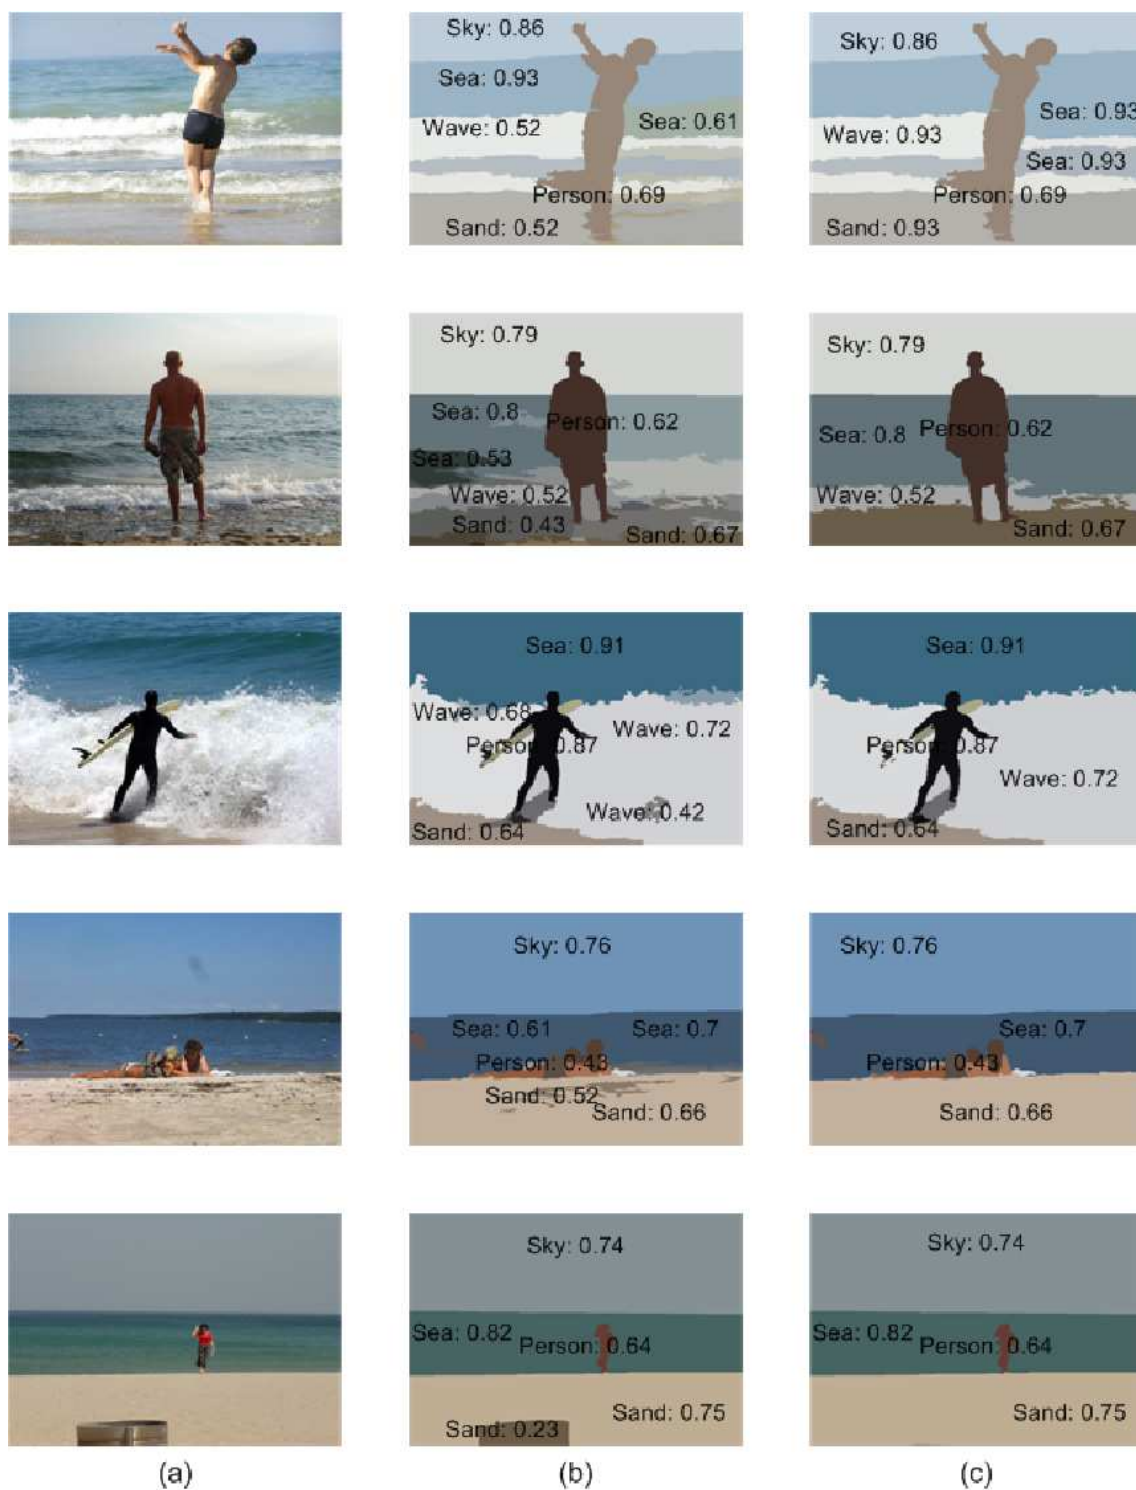 Sky: 0.86
Sky: 0.86
Sea: 0.93
Sea: 0.61
Sea: 0.93
Wave: 0.52
Wave: 0.93
Sea: 0.93
Person: 0.69
Person: 0.69
Sand: 0.52
Sand: 0.93
Sky: 0.79
Sky: 0.79
Sea: 0.8
Person: 0.62
Sea: 0.8
Person: 0.62
Sea: 0.53
Wave: 0.52
Wave: 0.52
Sand: 0.43
Sand: 0.67
Sand: 0.67
Sea: 0.91
Sea: 0.91
Wave: 0.68
Wave: 0.72
Person: 0.87
Person: 0.87
Wave: 0.72
Wave: 0.42
Sand: 0.64
Sand: 0.64
Sky: 0.76
Sky: 0.76
Sea: 0.61
Sea: 0.7
Sea: 0.7
Person: 0.43
Person: 0.43
Sand: 0.52
Sand: 0.66
Sand: 0.66
Sky: 0.74
Sky: 0.74
Sea: 0.82
Person: 0.64
Sea: 0.82
Person: 0.64
Sand: 0.75
Sand: 0.75
Sand: 0.23
(a)
(b)
(c)